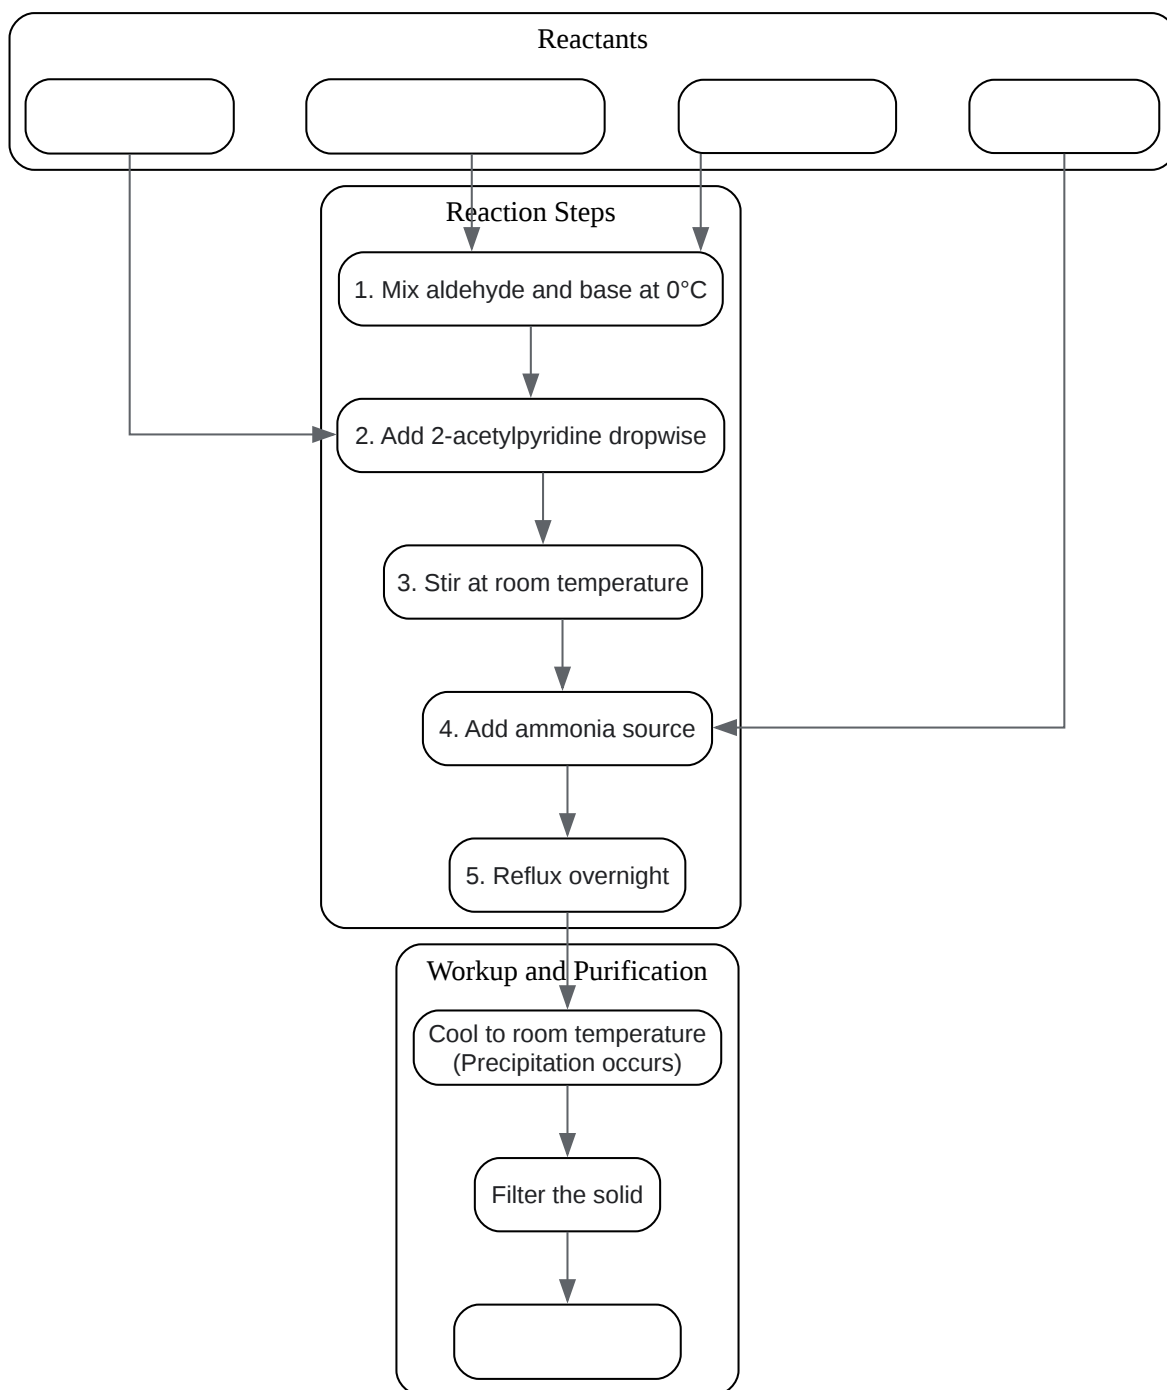 Reactants
Reaction Steps
1. Mix aldehyde and base at 0°C
2. Add 2-acetylpyridine dropwise
3. Stir at room temperature
4. Add ammonia source
5. Reflux overnight
Workup and Purification
Cool to room temperature
(Precipitation occurs)
Filter the solid